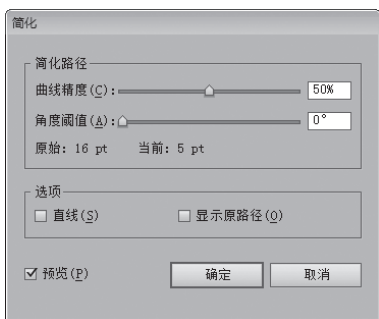 简化
简化路径
曲线精度(C): 50%
角度阈值(A): 0°
原始: 16 pt 当前: 5 pt
选项
直线(S) 显示原路径(O)
预览(P) 确定 取消